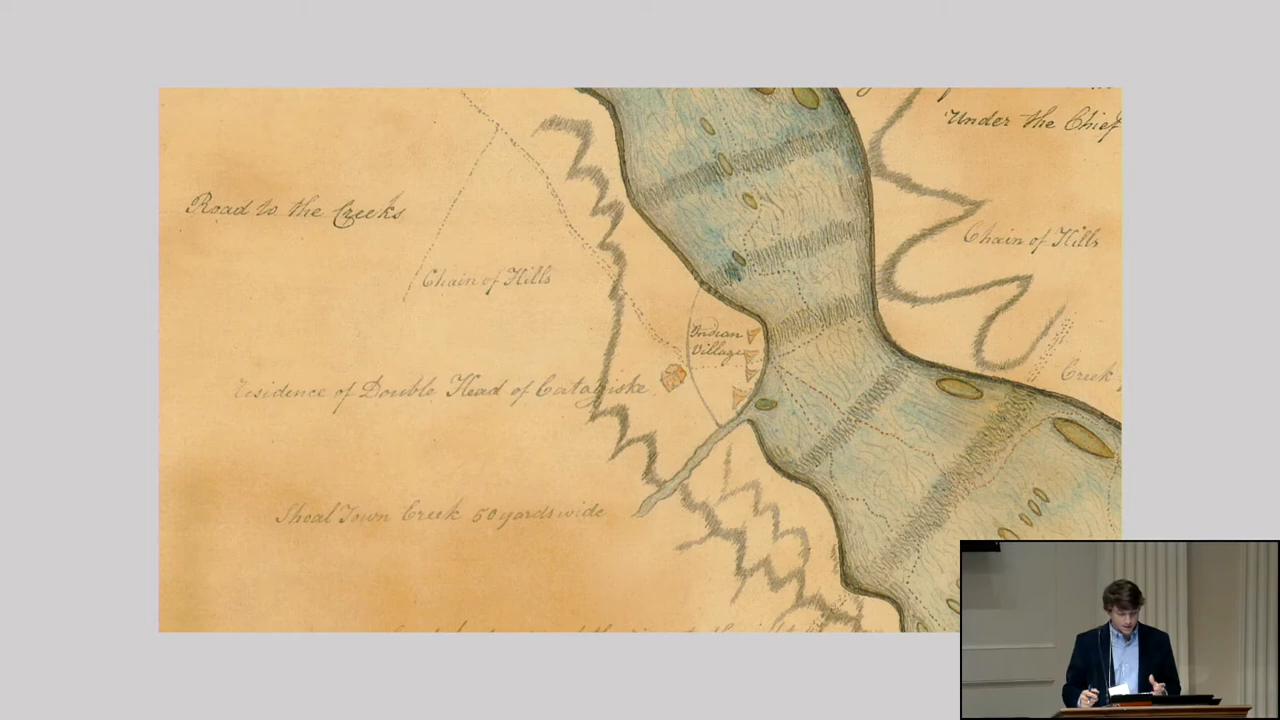 Under the Chief
Road to the Creeks
Chain of Hills
Chain of Hills
Indian
Village
Creek
Residence of Double Head of Catagiske
Shoal Town Creek 50 yards wide